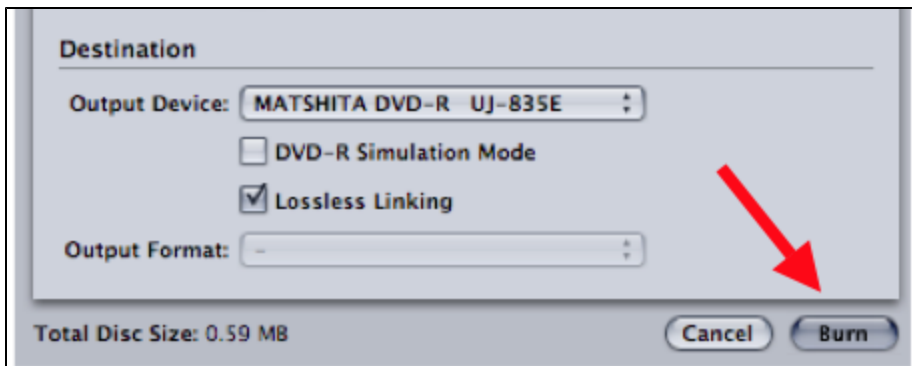 Destination
Output Device: MATSHITA DVD-R UJ-835E
DVD-R Simulation Mode
Lossless Linking
Output Format: -
Total Disc Size: 0.59 MB Cancel Burn